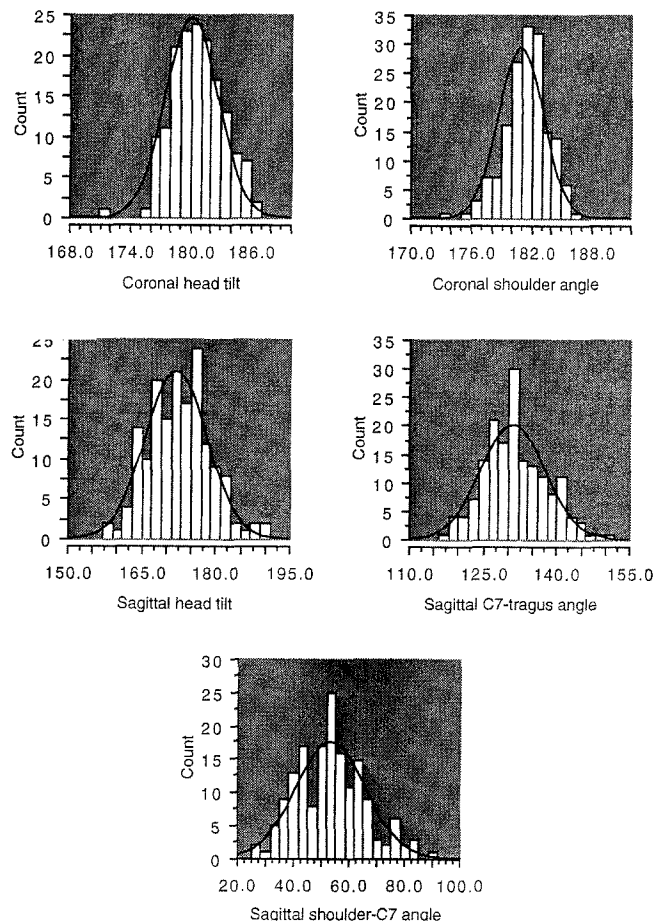 25
20
15
10
5
0
Count
168.0 174.0 180.0 186.0
Coronal head tilt
35
30
25
20
15
10
5
0
Count
170.0 176.0 182.0 188.0
Coronal shoulder angle
25
20
15
10
5
0
Count
150.0 165.0 180.0 195.0
Sagittal head tilt
35
30
25
20
15
10
5
0
Count
110.0 125.0 140.0 155.0
Sagittal C7-tragus angle
30
25
20
15
10
5
0
Count
20.0 40.0 60.0 80.0 100.0
Sagittal shoulder-C7 angle